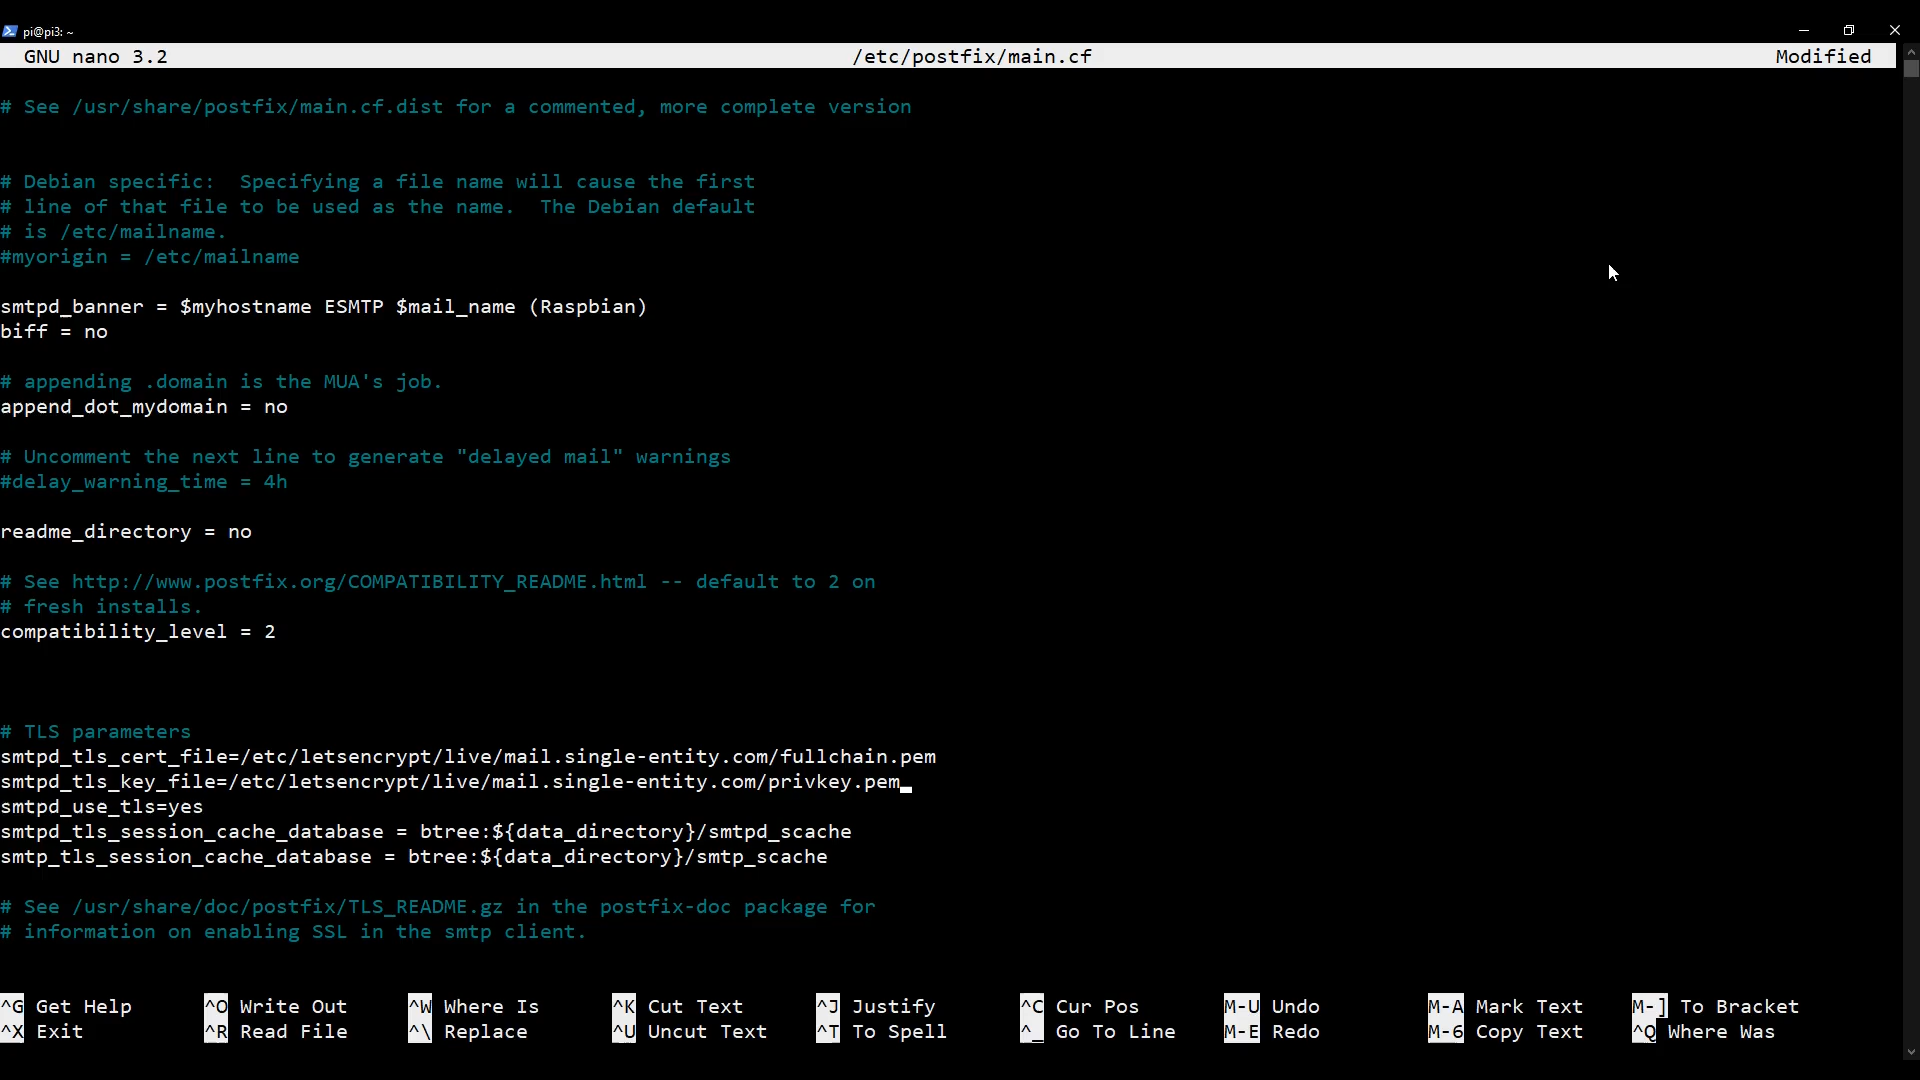 pi@pi3: ~
GNU nano 3.2 /etc/postfix/main.cf Modified
# See /usr/share/postfix/main.cf.dist for a commented, more complete version
# Debian specific:  Specifying a file name will cause the first
# line of that file to be used as the name.  The Debian default
# is /etc/mailname.
#myorigin = /etc/mailname
smtpd_banner = $myhostname ESMTP $mail_name (Raspbian)
biff = no
# appending .domain is the MUA's job.
append_dot_mydomain = no
# Uncomment the next line to generate "delayed mail" warnings
#delay_warning_time = 4h
readme_directory = no
# See http://www.postfix.org/COMPATIBILITY_README.html -- default to 2 on
# fresh installs.
compatibility_level = 2
# TLS parameters
smtpd_tls_cert_file=/etc/letsencrypt/live/mail.single-entity.com/fullchain.pem
smtpd_tls_key_file=/etc/letsencrypt/live/mail.single-entity.com/privkey.pem
smtpd_use_tls=yes
smtpd_tls_session_cache_database = btree:${data_directory}/smtpd_scache
smtp_tls_session_cache_database = btree:${data_directory}/smtp_scache
# See /usr/share/doc/postfix/TLS_README.gz in the postfix-doc package for
# information on enabling SSL in the smtp client.
^G Get Help ^O Write Out ^W Where Is ^K Cut Text ^J Justify ^C Cur Pos M-U Undo M-A Mark Text M-] To Bracket
^X Exit ^R Read File ^\ Replace ^U Uncut Text ^T To Spell ^_ Go To Line M-E Redo M-6 Copy Text ^Q Where Was